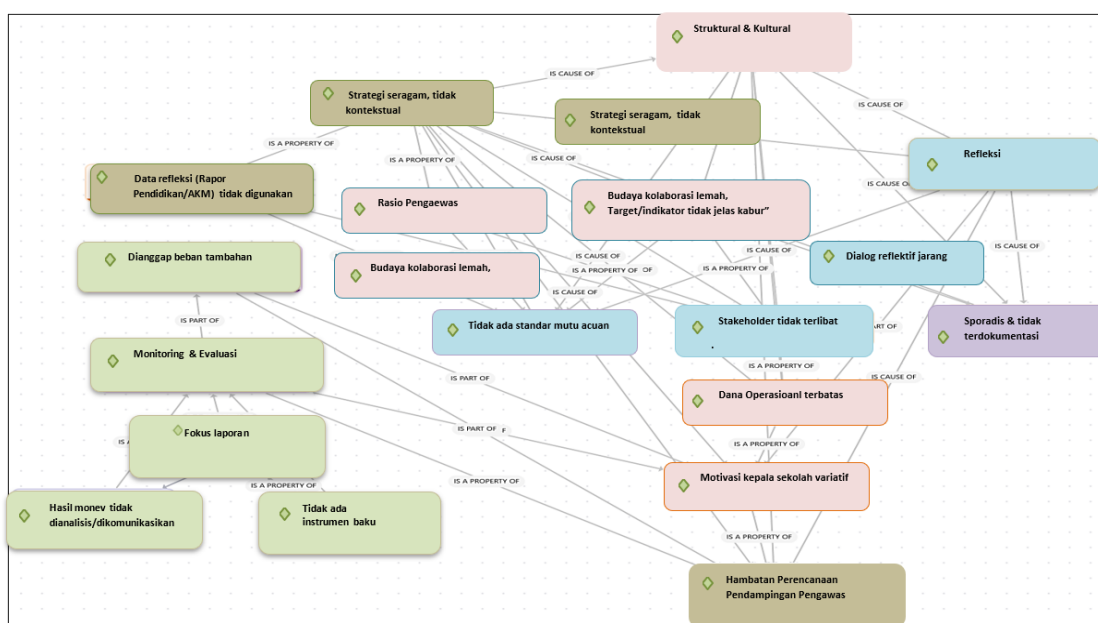 Struktural & Kultural
IS CAUSE OF
Strategi seragam, tidak
kontekstual
Strategi seragam,  tidak
kontekstual
IS CAUSE OF
IS A PROPERTY OF
Refleksi
IS A PROPERTY OF
IS CAUSE OF
Data refleksi (Rapor
Pendidikan/AKM)  tidak digunakan
IS CAUSE OF
Rasio Pengaewas
Budaya kolaborasi lemah,
Target/indikator tidak jelas kabur"
Dianggap beban tambahan
IS CAUSE OF
Dialog reflektif jarang
IS CAUSE OF
Budaya kolaborasi lemah,
IS A PROPERTY OF
OF
IS A PROPERTY OF
IS CAUSE OF
IS PART OF
Tidak ada standar mutu acuan
Stakeholder tidak terlibat
.
PART OF
Sporadis & tidak
terdokumentasi
Monitoring & Evaluasi
IS A PROPERTY OF
IS PART OF
IS CAUSE OF
Dana Operasioanl terbatas
Fokus laporan
IS PART OF
IS A
IS A PROPERTY OF
Motivasi kepala sekolah variatif
IS A PROPERTY OF
IS A PROPERTY OF
Hasil monev tidak
dianalisis/dikomunikasikan
Tidak ada
instrumen baku
IS A PROPERTY OF
Hambatan Perencanaan
Pendampingan Pengawas